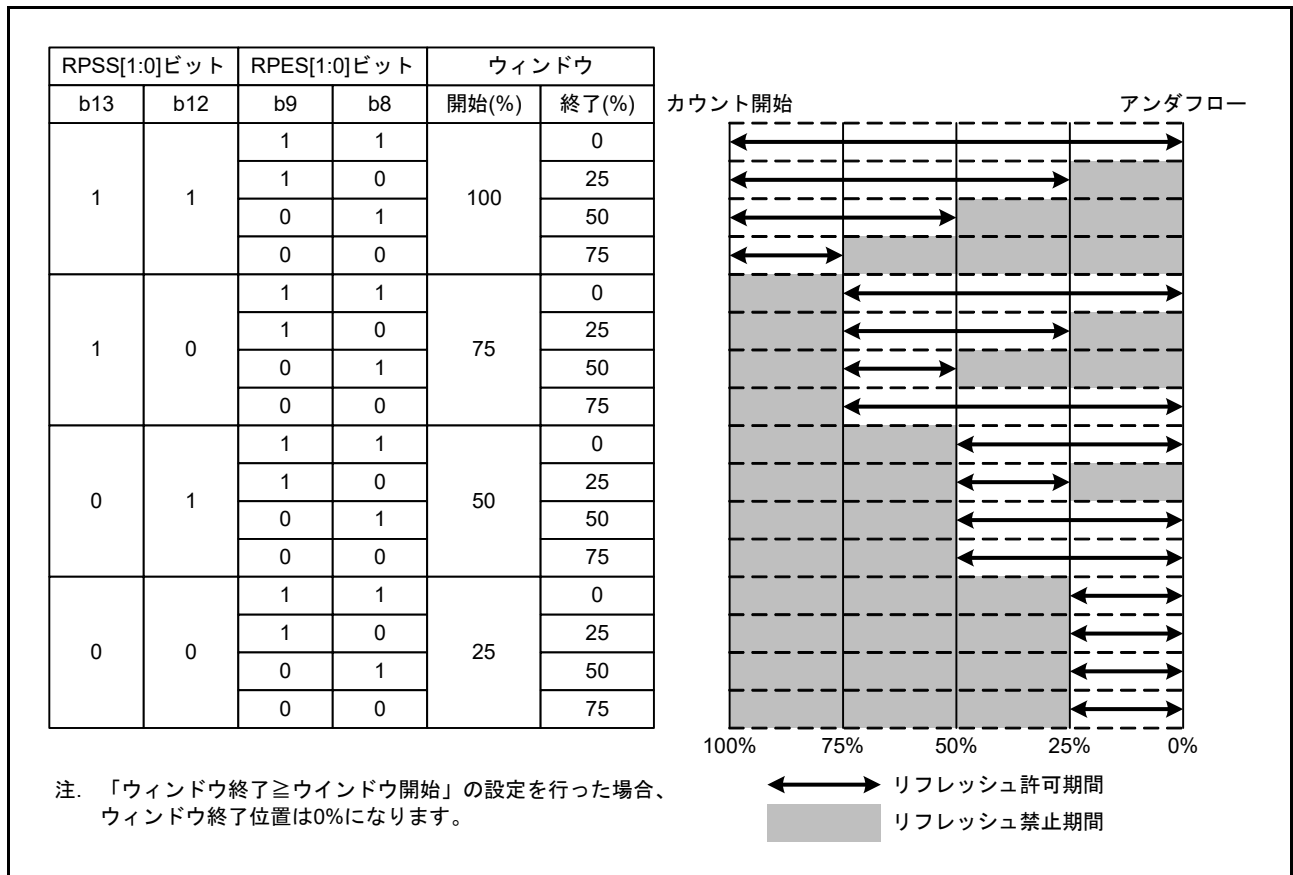 RPSS[1:0]ビット RPES[1:0]ビット ウィンドウ
b13 b12 b9 b8 開始(%) 終了(%) カウント開始 アンダフロー
1 1 1 1 100 0
1 0 25
0 1 50
0 0 75
1 0 1 1 75 0
1 0 25
0 1 50
0 0 75
0 1 1 1 50 0
1 0 25
0 1 50
0 0 75
0 0 1 1 25 0
1 0 25
0 1 50
0 0 75
100% 75% 50% 25% 0%
注. 「ウィンドウ終了≧ウインドウ開始」の設定を行った場合、
ウィンドウ終了位置は0%になります。
リフレッシュ許可期間
リフレッシュ禁止期間